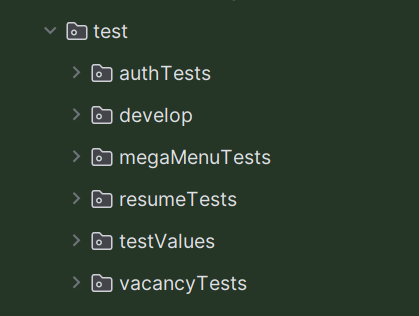 test
authTests
develop
megaMenuTests
resumeTests
testValues
vacancyTests